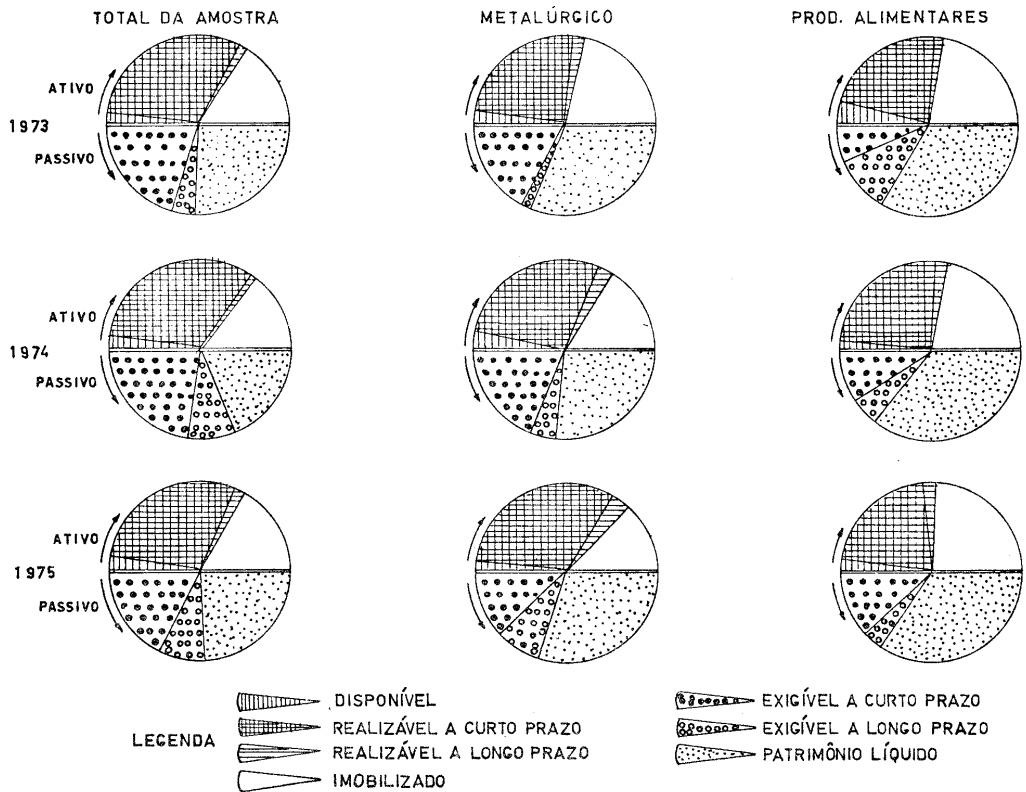 TOTAL DA AMOSTRA METALÚRGICO PROD. ALIMENTARES
ATIVO
1973
PASSIVO
ATIVO
1974
PASSIVO
ATIVO
1975
PASSIVO
LEGENDA
DISPONÍVEL
REALIZÁVEL A CURTO PRAZO
REALIZÁVEL A LONGO PRAZO
IMOBILIZADO
EXIGÍVEL A CURTO PRAZO
EXIGÍVEL A LONGO PRAZO
PATRIMÔNIO LÍQUIDO